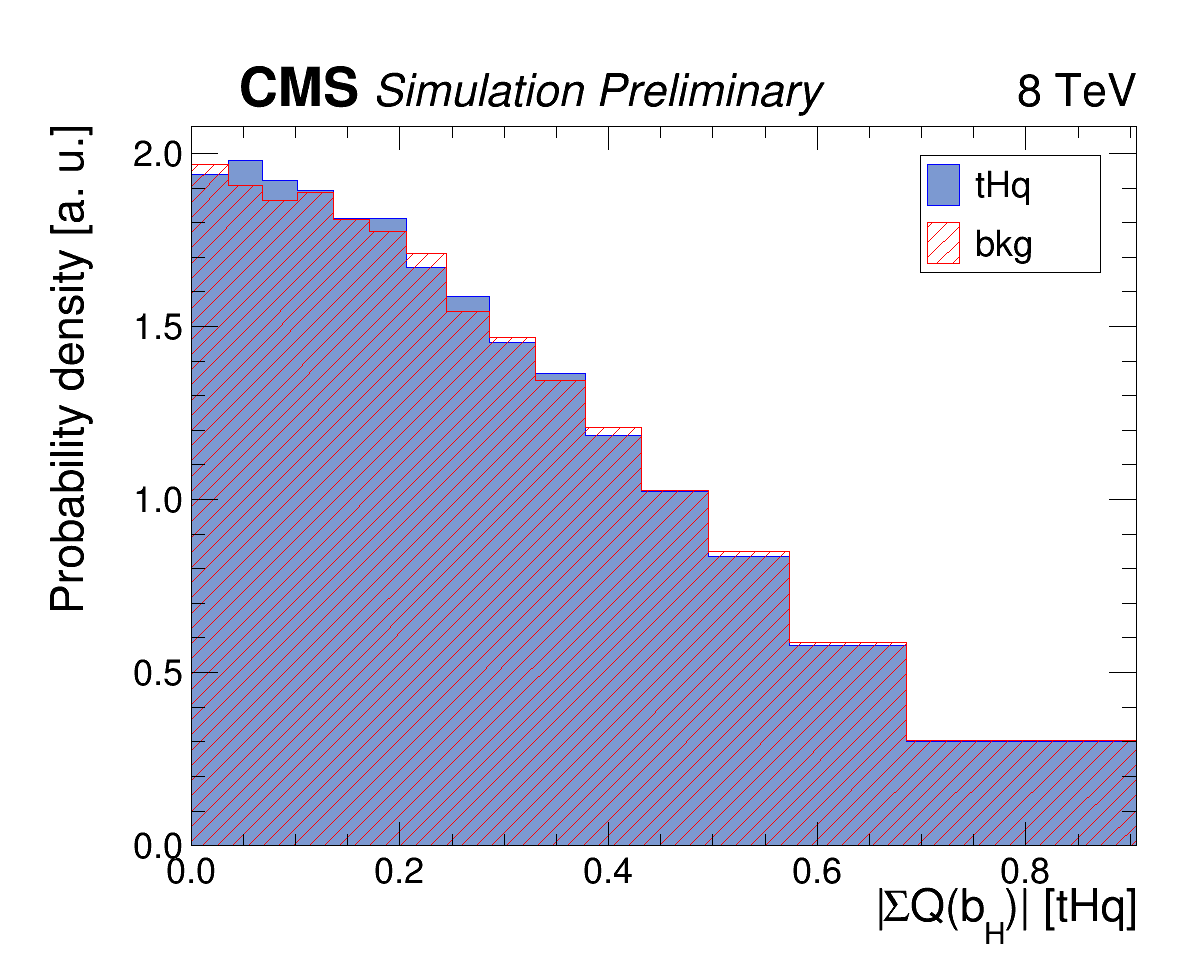 CMS Simulation Preliminary 8 TeV
Probability density [a. u.]
2.0
1.5
1.0
0.5
0.0
tHq
bkg
0.0 0.2 0.4 0.6 0.8
|ΣQ(b_H)| [tHq]